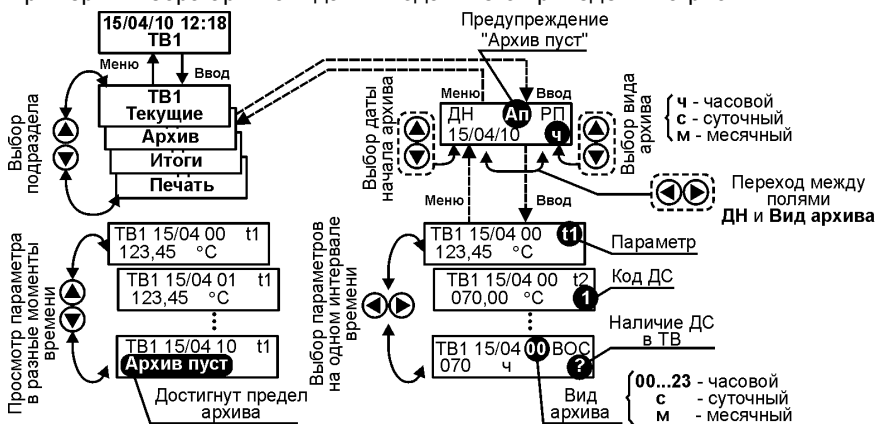 15/04/10 12:18
ТВ1
Меню
Ввод
ТВ1
Текущие
Архив
Итоги
Печать
Выбор
подраздела
Предупреждение
"Архив пуст"
Меню
Ввод
ДН Ап РП
15/04/10 ч
Выбор даты
начала архива
Выбор вида
архива
ч - часовой
с - суточный
м - месячный
Переход между
полями
ДН и Вид архива
Меню
Ввод
ТВ1 15/04 00 t1
123,45 °C
ТВ1 15/04 01 t1
123,45 °C
ТВ1 15/04 10 t1
Архив пуст
Просмотр параметра
в разные моменты
времени
Достигнут предел
архива
Выбор параметров
на одном интервале
времени
ТВ1 15/04 00 t1
123,45 °C
Параметр
ТВ1 15/04 00 t2
070,00 °C 1
Код ДС
ТВ1 15/04 00 ВОС
070 ч ?
Наличие ДС
в ТВ
Вид
архива
00...23 - часовой
с - суточный
м - месячный